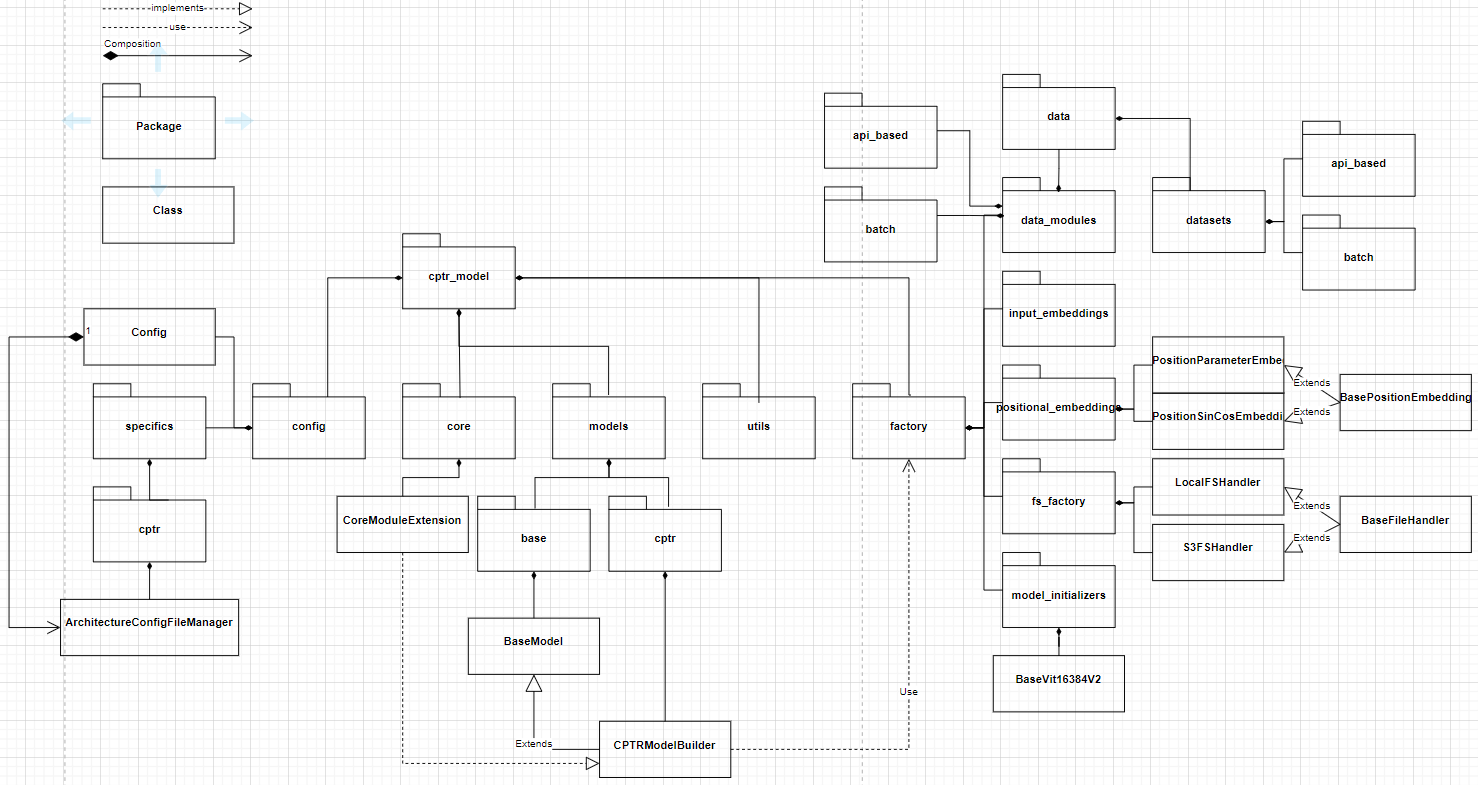 implements
use
Composition
Package
Class
data
api_based
api_based
data_modules
datasets
batch
batch
cptr_model
input_embeddings
Config
1
PositionParameterEmbe
Extends
BasePositionEmbedding
positional_embeddings
PositionSinCosEmbeddi
Extends
specifics
config
core
models
utils
factory
LocalFSHandler
fs_factory
Extends
BaseFileHandler
CoreModuleExtension
cptr
base
cptr
Extends
S3FSHandler
model_initializers
ArchitectureConfigFileManager
BaseModel
BaseVit16384V2
Use
Extends
CPTRModelBuilder